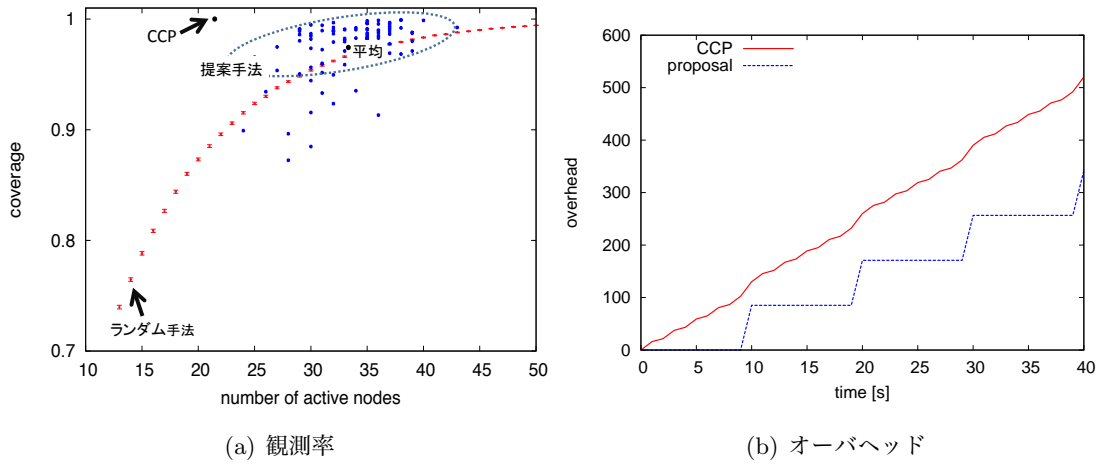 1
0.9
0.8
0.7
coverage
CCP
提案手法
平均
ランダム手法
10 15 20 25 30 35 40 45 50
number of active nodes
(a) 観測率
600
500
400
300
200
100
0
overhead
CCP
proposal
0 5 10 15 20 25 30 35 40
time [s]
(b) オーバヘッド